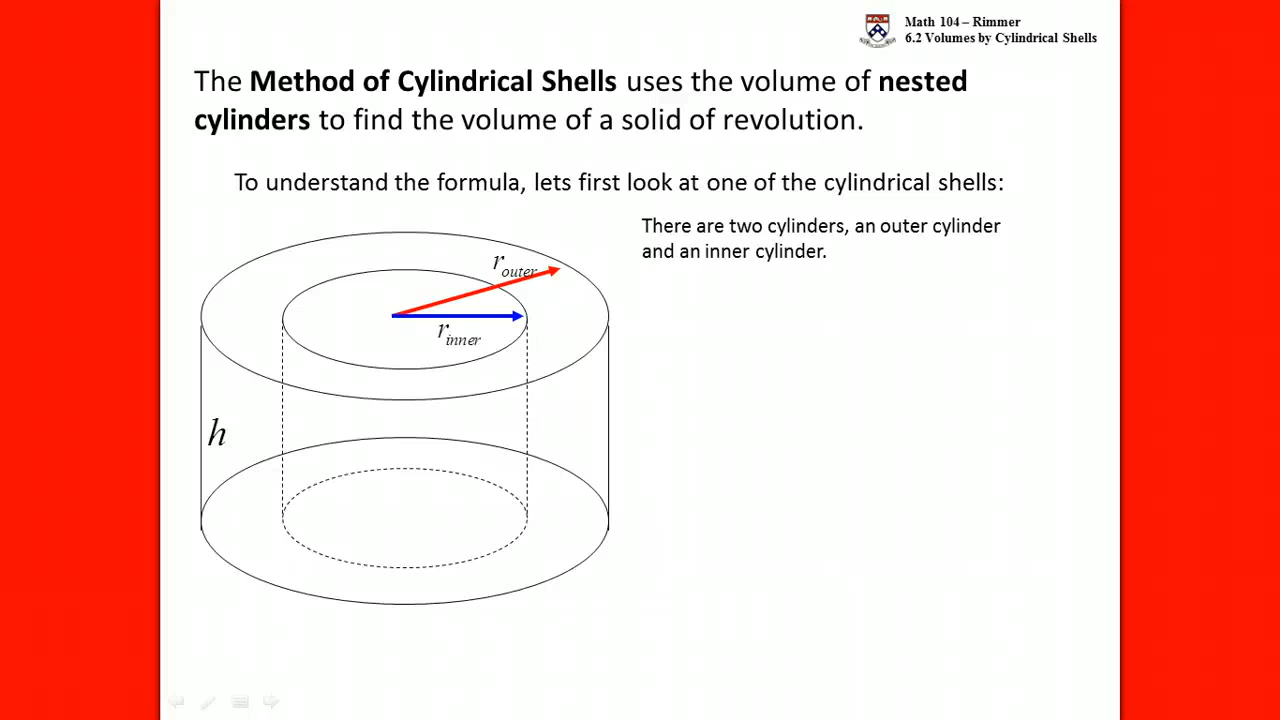 Math 104 – Rimmer
6.2 Volumes by Cylindrical Shells
The Method of Cylindrical Shells uses the volume of nested
cylinders to find the volume of a solid of revolution.
To understand the formula, lets first look at one of the cylindrical shells:
There are two cylinders, an outer cylinder
and an inner cylinder.
r outer
r inner
h